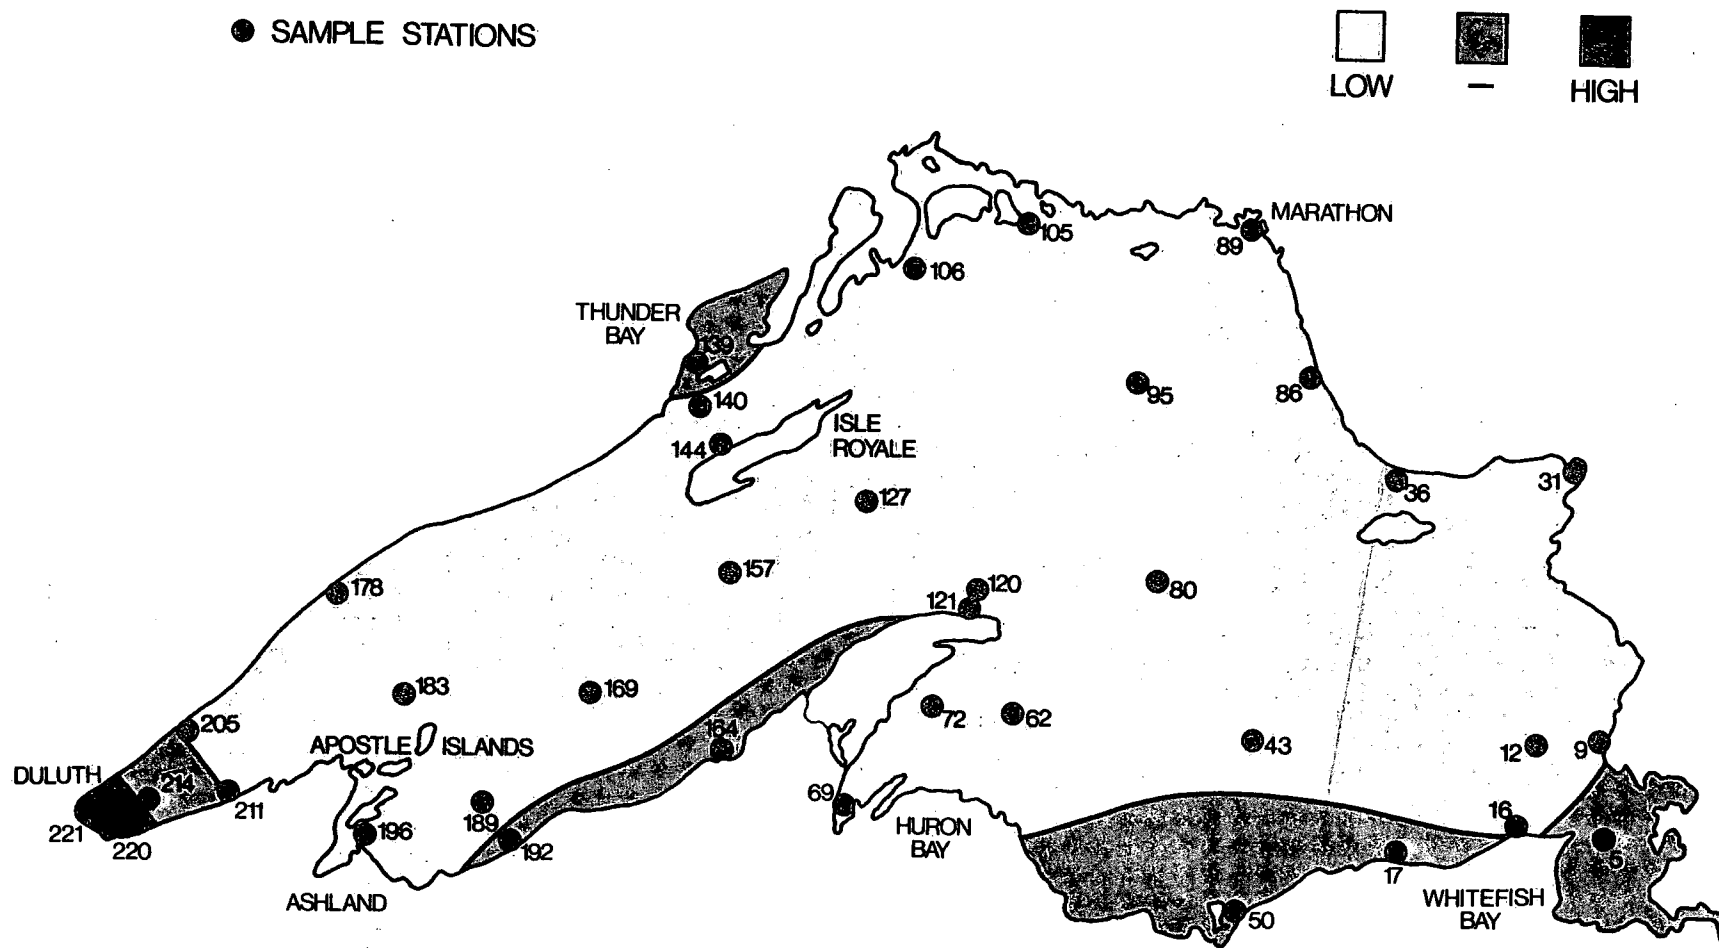 SAMPLE STATIONS
LOW
—
HIGH
MARATHON
105
89
106
THUNDER
BAY
139
140
95
86
144
ISLE
ROYALE
127
36
31
178
157
120
121
80
183
169
205
164
72
62
43
12
9
APOSTLE ISLANDS
DULUTH
214
211
221
220
196
189
192
69
HURON
BAY
16
5
17
50
WHITEFISH
BAY
ASHLAND